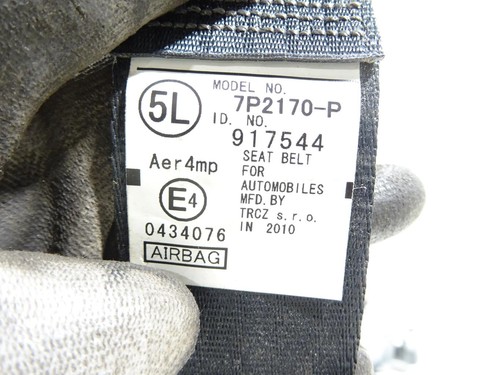 MODEL NO.
7P2170-P
5L
ID. NO.
917544
Aer4mp
SEAT BELT
FOR
AUTOMOBILES
MFD. BY
TRCZ s.r.o.
IN 2010
E4
0434076
AIRBAG